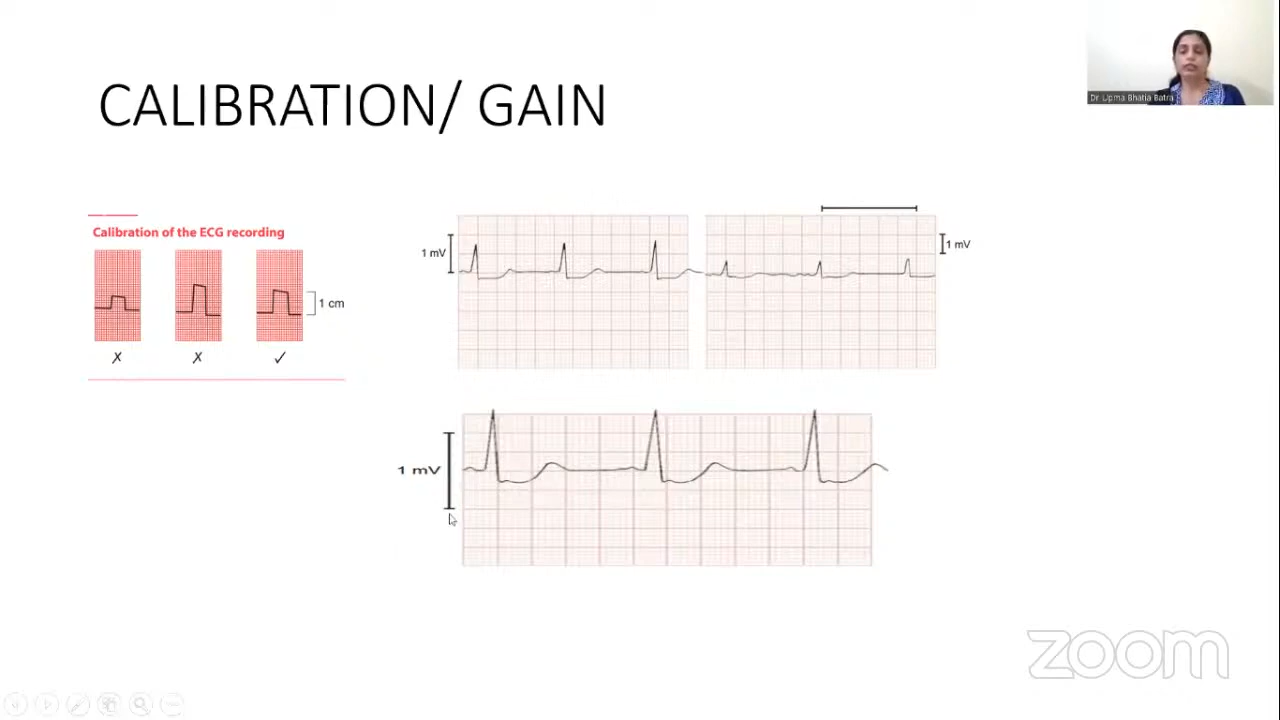 CALIBRATION/ GAIN
Dr Upma Bhatia Batra
Calibration of the ECG recording
1 cm
✗ ✗ ✓
1 mV
1 mV
1 mV
zoom